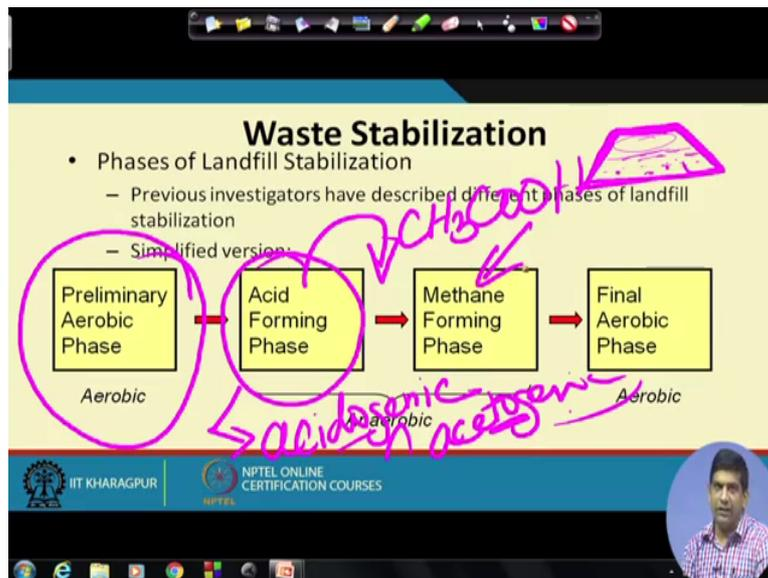 Waste Stabilization
• Phases of Landfill Stabilization
– Previous investigators have described different phases of landfill
stabilization
– Simplified version:
CH3COOH
Preliminary
Aerobic
Phase
Acid
Forming
Phase
Methane
Forming
Phase
Final
Aerobic
Phase
Aerobic
Anaerobic
Aerobic
acidogenic
acetogenic
IIT KHARAGPUR
NPTEL
NPTEL ONLINE
CERTIFICATION COURSES